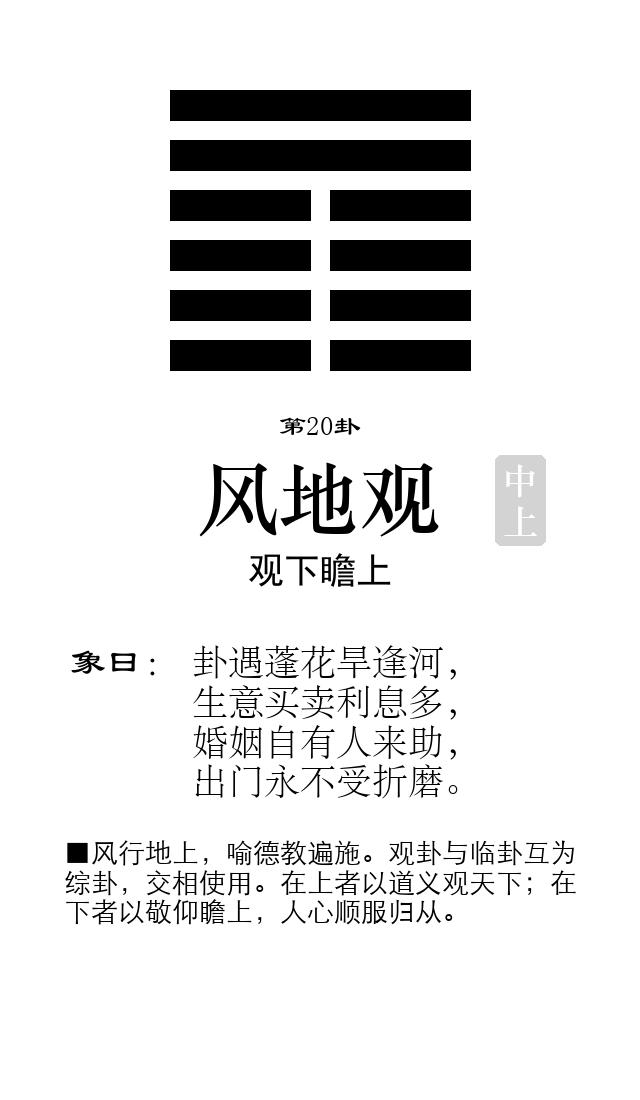 第20卦
风地观
中上
观下瞻上
象曰： 卦遇蓬花旱逢河，
生意买卖利息多，
婚姻自有人来助，
出门永不受折磨。
■风行地上，喻德教遍施。观卦与临卦互为
综卦，交相使用。在上者以道义观天下；在
下者以敬仰瞻上，人心顺服归从。